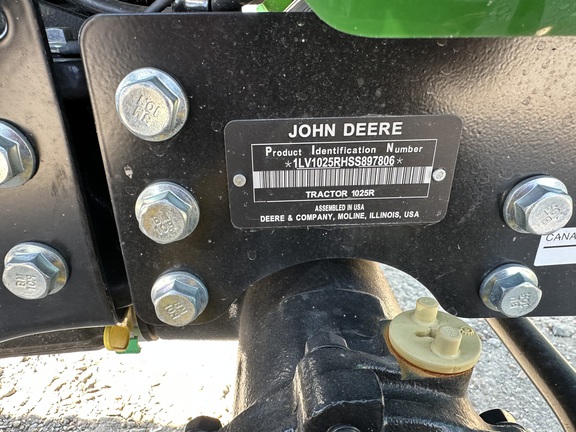 JOHN DEERE
Product Identification Number
*1LV1025RHSS897806*
TRACTOR 1025R
ASSEMBLED IN USA
DEERE & COMPANY, MOLINE, ILLINOIS, USA
CANA